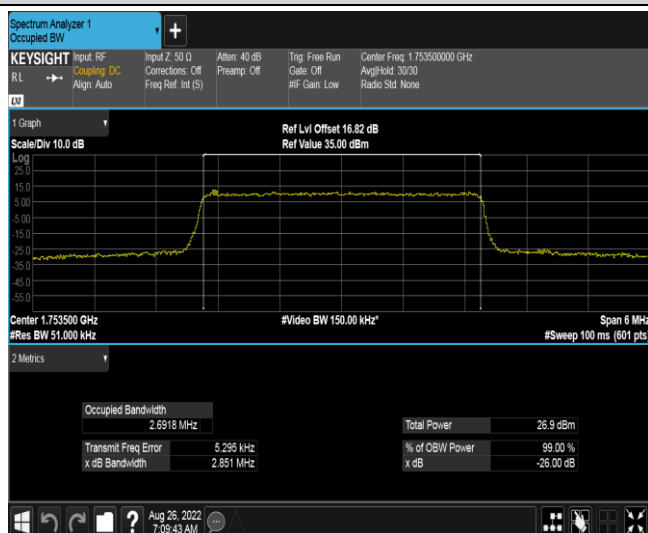 Spectrum Analyzer 1
Occupied BW
+
KEYSIGHT Input: RF Input Z: 50 Ω Atten: 40 dB Trig: Free Run Center Freq: 1.753500000 GHz
RL Coupling: DC Corrections: Off Preamp: Off Gate: Off Avg|Hold: 30/30
Align: Auto Freq Ref: Int (S) #IF Gain: Low Radio Std: None
LXI
1 Graph
Ref Lvl Offset 16.82 dB
Scale/Div 10.0 dB Ref Value 35.00 dBm
Log
25.0
15.0
5.00
-5.00
-15.0
-25.0
-35.0
-45.0
-55.0
Center 1.753500 GHz #Video BW 150.00 kHz* Span 6 MHz
#Res BW 51.000 kHz #Sweep 100 ms (601 pts)
2 Metrics
Occupied Bandwidth
2.6918 MHz Total Power 26.9 dBm
Transmit Freq Error 5.295 kHz % of OBW Power 99.00 %
x dB Bandwidth 2.851 MHz x dB -26.00 dB
? Aug 26, 2022
7:09:43 AM